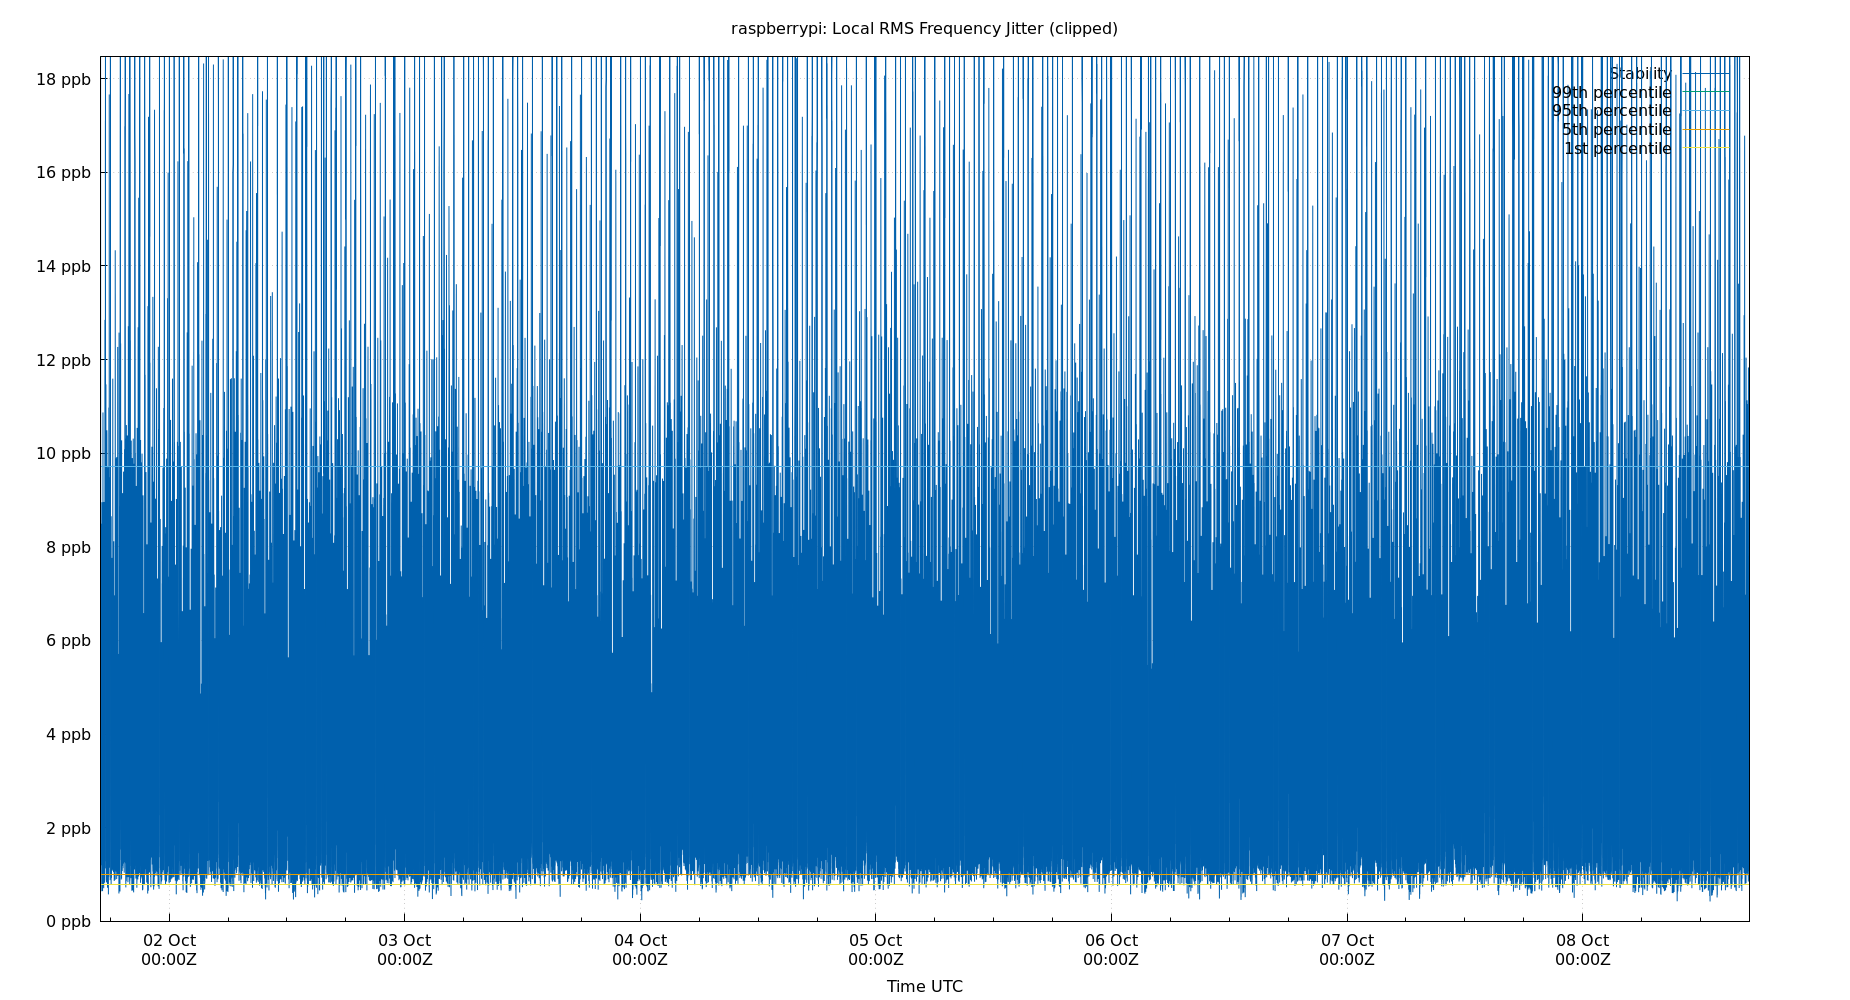 raspberrypi: Local RMS Frequency Jitter (clipped)
18 ppb
16 ppb
14 ppb
12 ppb
10 ppb
8 ppb
6 ppb
4 ppb
2 ppb
0 ppb
Stability
99th percentile
95th percentile
5th percentile
1st percentile
02 Oct
00:00Z
03 Oct
00:00Z
04 Oct
00:00Z
05 Oct
00:00Z
06 Oct
00:00Z
07 Oct
00:00Z
08 Oct
00:00Z
Time UTC